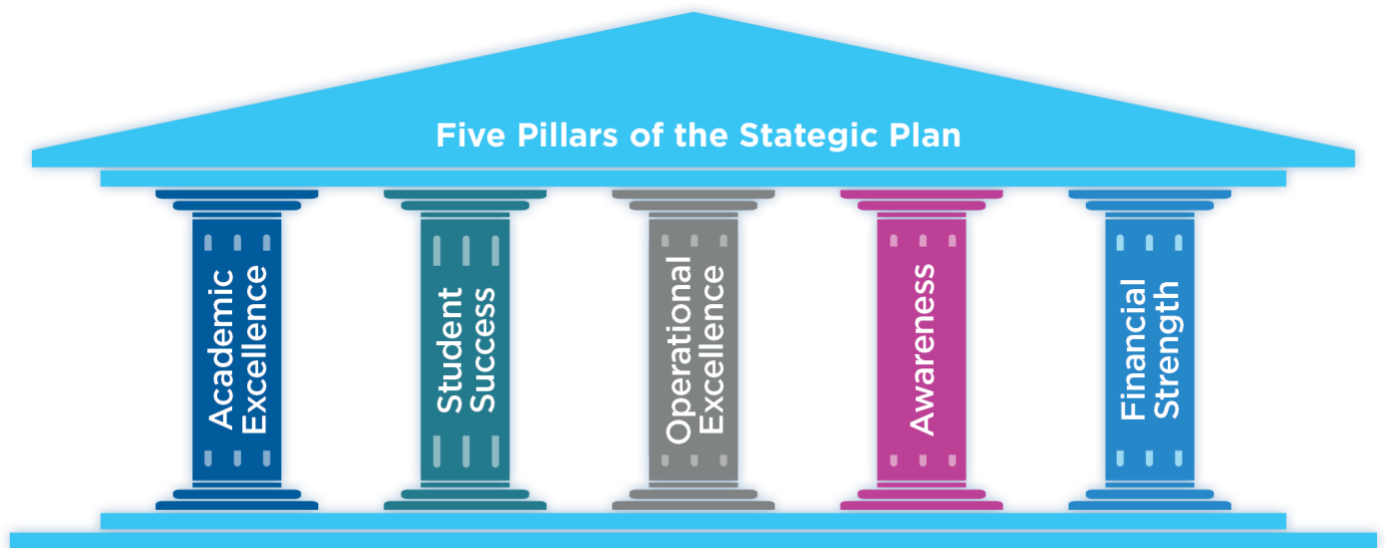 Five Pillars of the Stategic Plan
Academic
Excellence
Student
Success
Operational
Excellence
Awareness
Financial
Strength